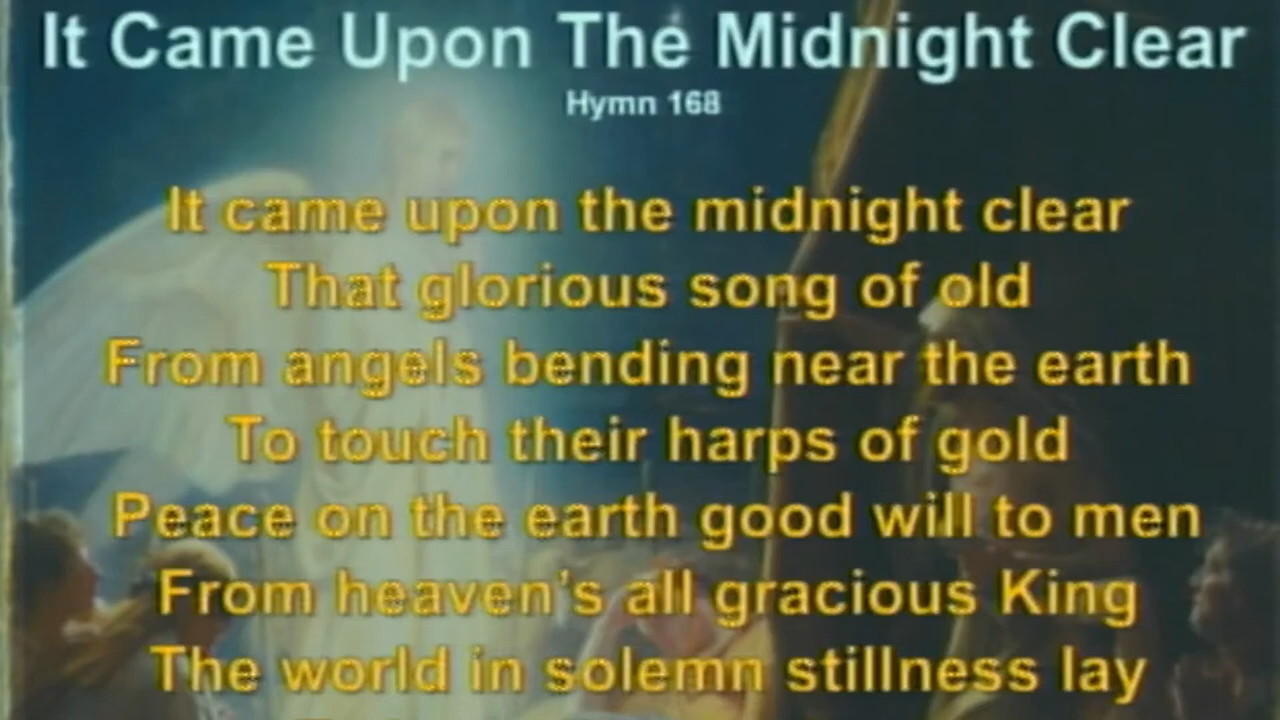 It Came Upon The Midnight Clear
Hymn 168
It came upon the midnight clear
That glorious song of old
From angels bending near the earth
To touch their harps of gold
Peace on the earth good will to men
From heaven's all gracious King
The world in solemn stillness lay